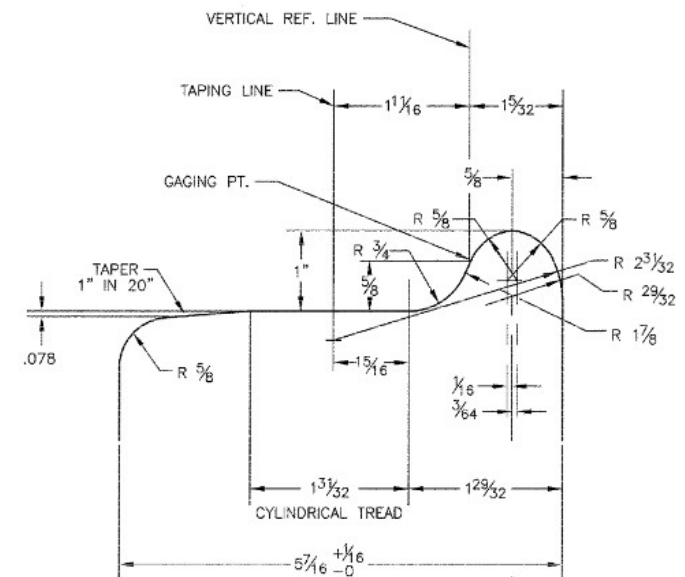 VERTICAL REF. LINE
TAPING LINE
1 11/16
1 5/32
5/8
GAGING PT.
R 5/8
R 5/8
R 3/4
1"
5/8
R 2 31/32
R 29/32
R 1 7/8
TAPER
1" IN 20"
.078
R 5/8
15/16
1/16
3/64
1 31/32
1 29/32
CYLINDRICAL TREAD
5 7/16 +1/16 -0